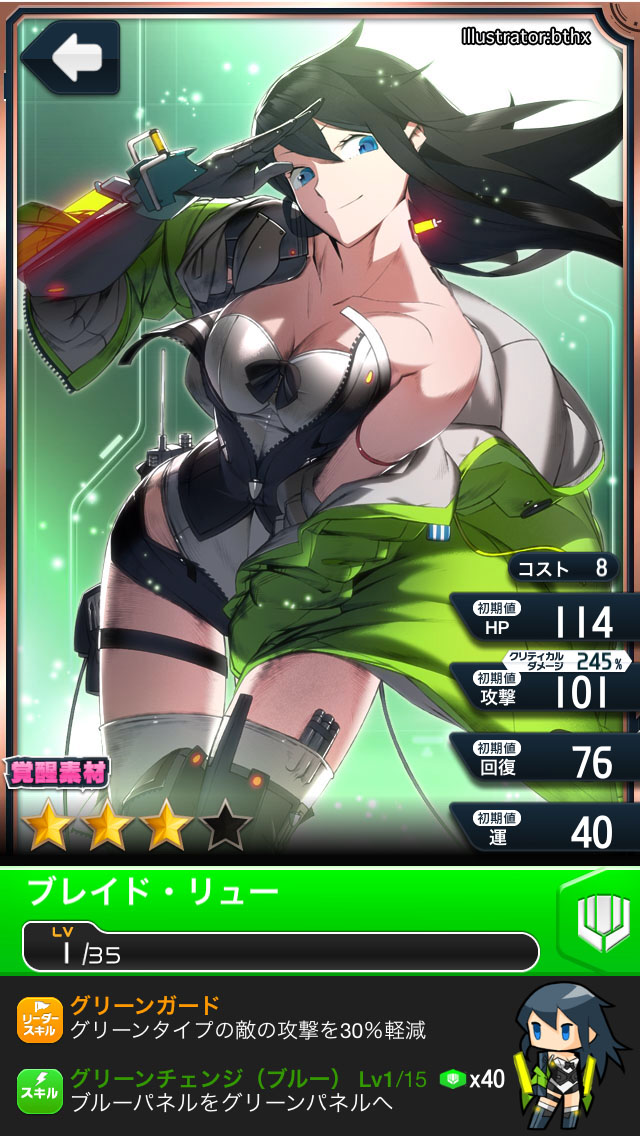 Illustrator:bthx
コスト 8
初期値
HP 114
クリティカル
ダメージ 245%
初期値
攻撃 101
初期値
回復 76
初期値
運 40
覚醒素材
ブレイド・リュー
LV
1/35
リーダー
スキル
グリーンガード
グリーンタイプの敵の攻撃を30%軽減
スキル
グリーンチェンジ（ブルー） Lv1/15 x40
ブルーパネルをグリーンパネルへ